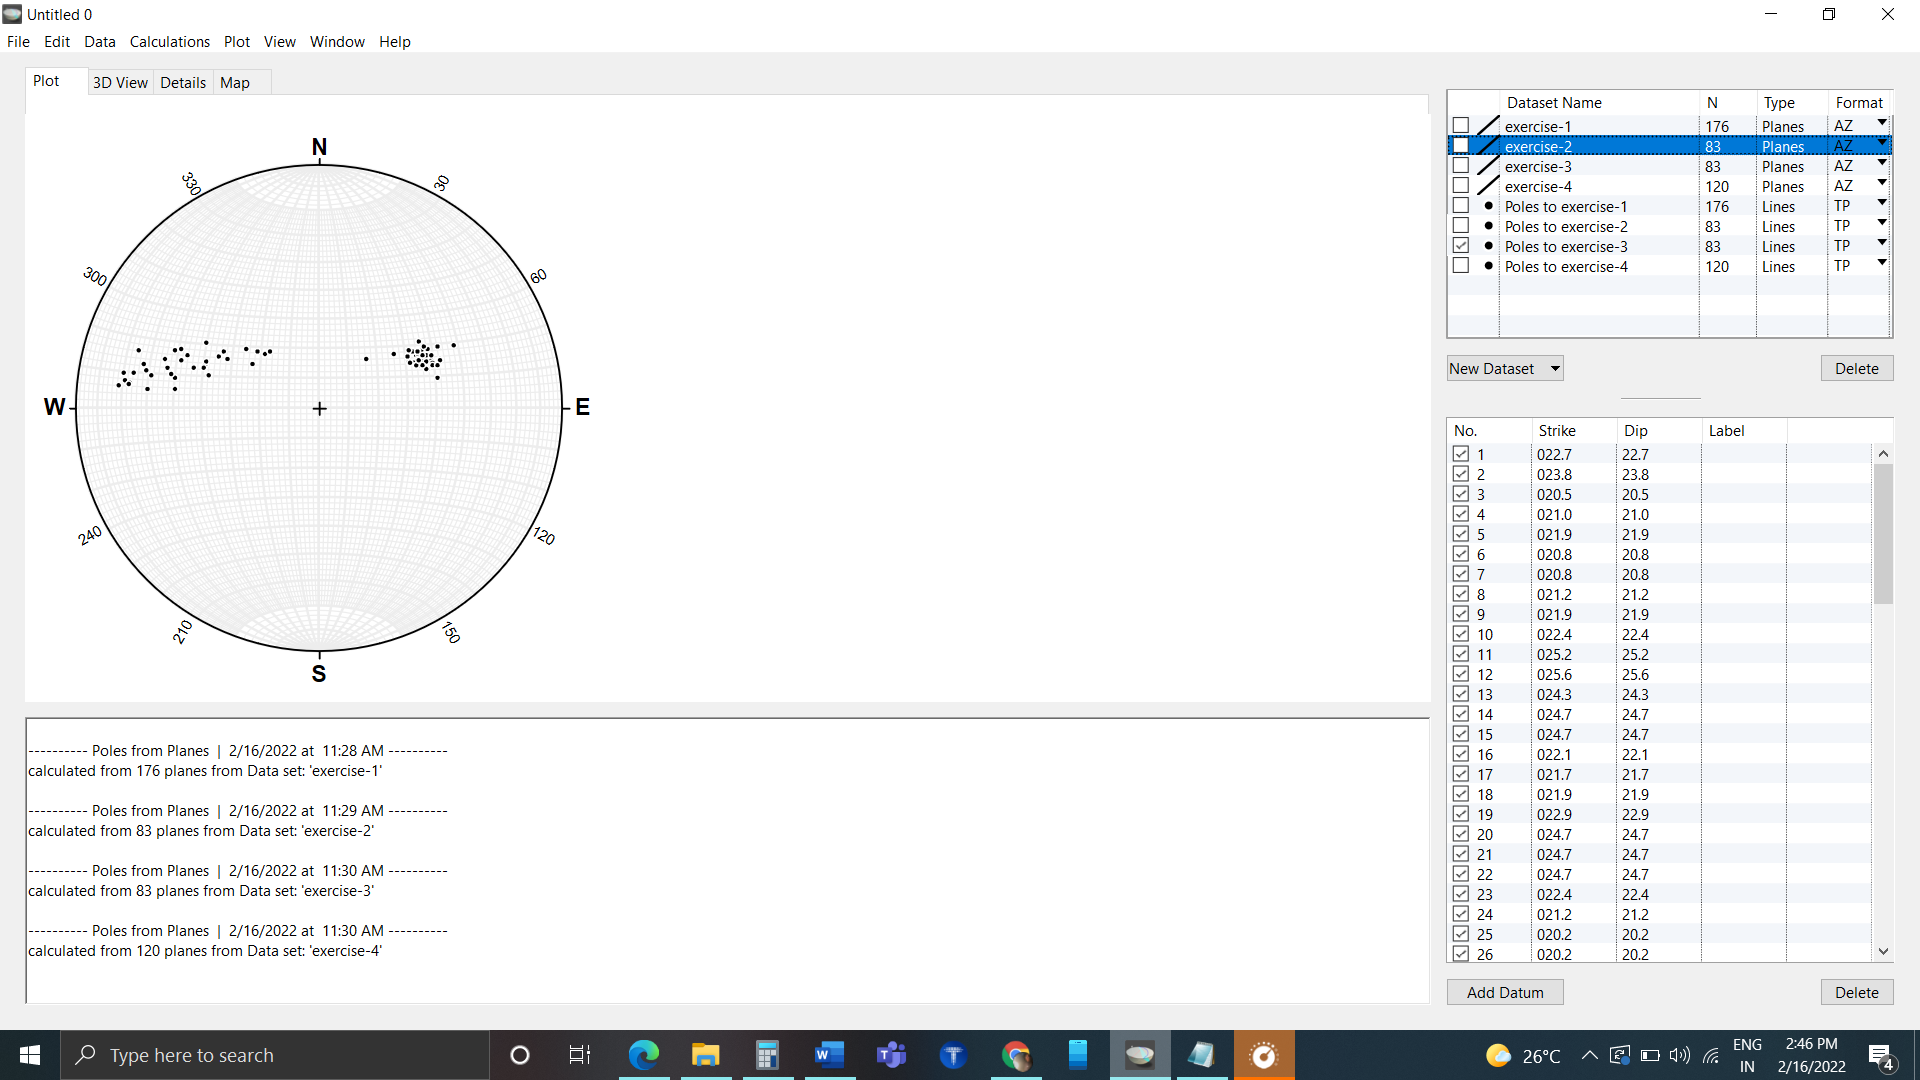 Untitled 0
File Edit Data Calculations Plot View Window Help
Plot 3D View Details Map
N
330
30
300
60
W
E
240
120
210
150
S
Dataset Name N Type Format
exercise-1 176 Planes AZ
exercise-2 83 Planes AZ
exercise-3 83 Planes AZ
exercise-4 120 Planes AZ
Poles to exercise-1 176 Lines TP
Poles to exercise-2 83 Lines TP
Poles to exercise-3 83 Lines TP
Poles to exercise-4 120 Lines TP
New Dataset Delete
No. Strike Dip Label
1 022.7 22.7
2 023.8 23.8
3 020.5 20.5
4 021.0 21.0
5 021.9 21.9
6 020.8 20.8
7 020.8 20.8
8 021.2 21.2
9 021.9 21.9
10 022.4 22.4
11 025.2 25.2
12 025.6 25.6
13 024.3 24.3
14 024.7 24.7
15 024.7 24.7
16 022.1 22.1
17 021.7 21.7
18 021.9 21.9
19 022.9 22.9
20 024.7 24.7
21 024.7 24.7
22 024.7 24.7
23 022.4 22.4
24 021.2 21.2
25 020.2 20.2
26 020.2 20.2
Add Datum Delete
---------- Poles from Planes | 2/16/2022 at 11:28 AM ----------
calculated from 176 planes from Data set: 'exercise-1'
---------- Poles from Planes | 2/16/2022 at 11:29 AM ----------
calculated from 83 planes from Data set: 'exercise-2'
---------- Poles from Planes | 2/16/2022 at 11:30 AM ----------
calculated from 83 planes from Data set: 'exercise-3'
---------- Poles from Planes | 2/16/2022 at 11:30 AM ----------
calculated from 120 planes from Data set: 'exercise-4'
Type here to search
26°C
ENG
IN
2:46 PM
2/16/2022
4